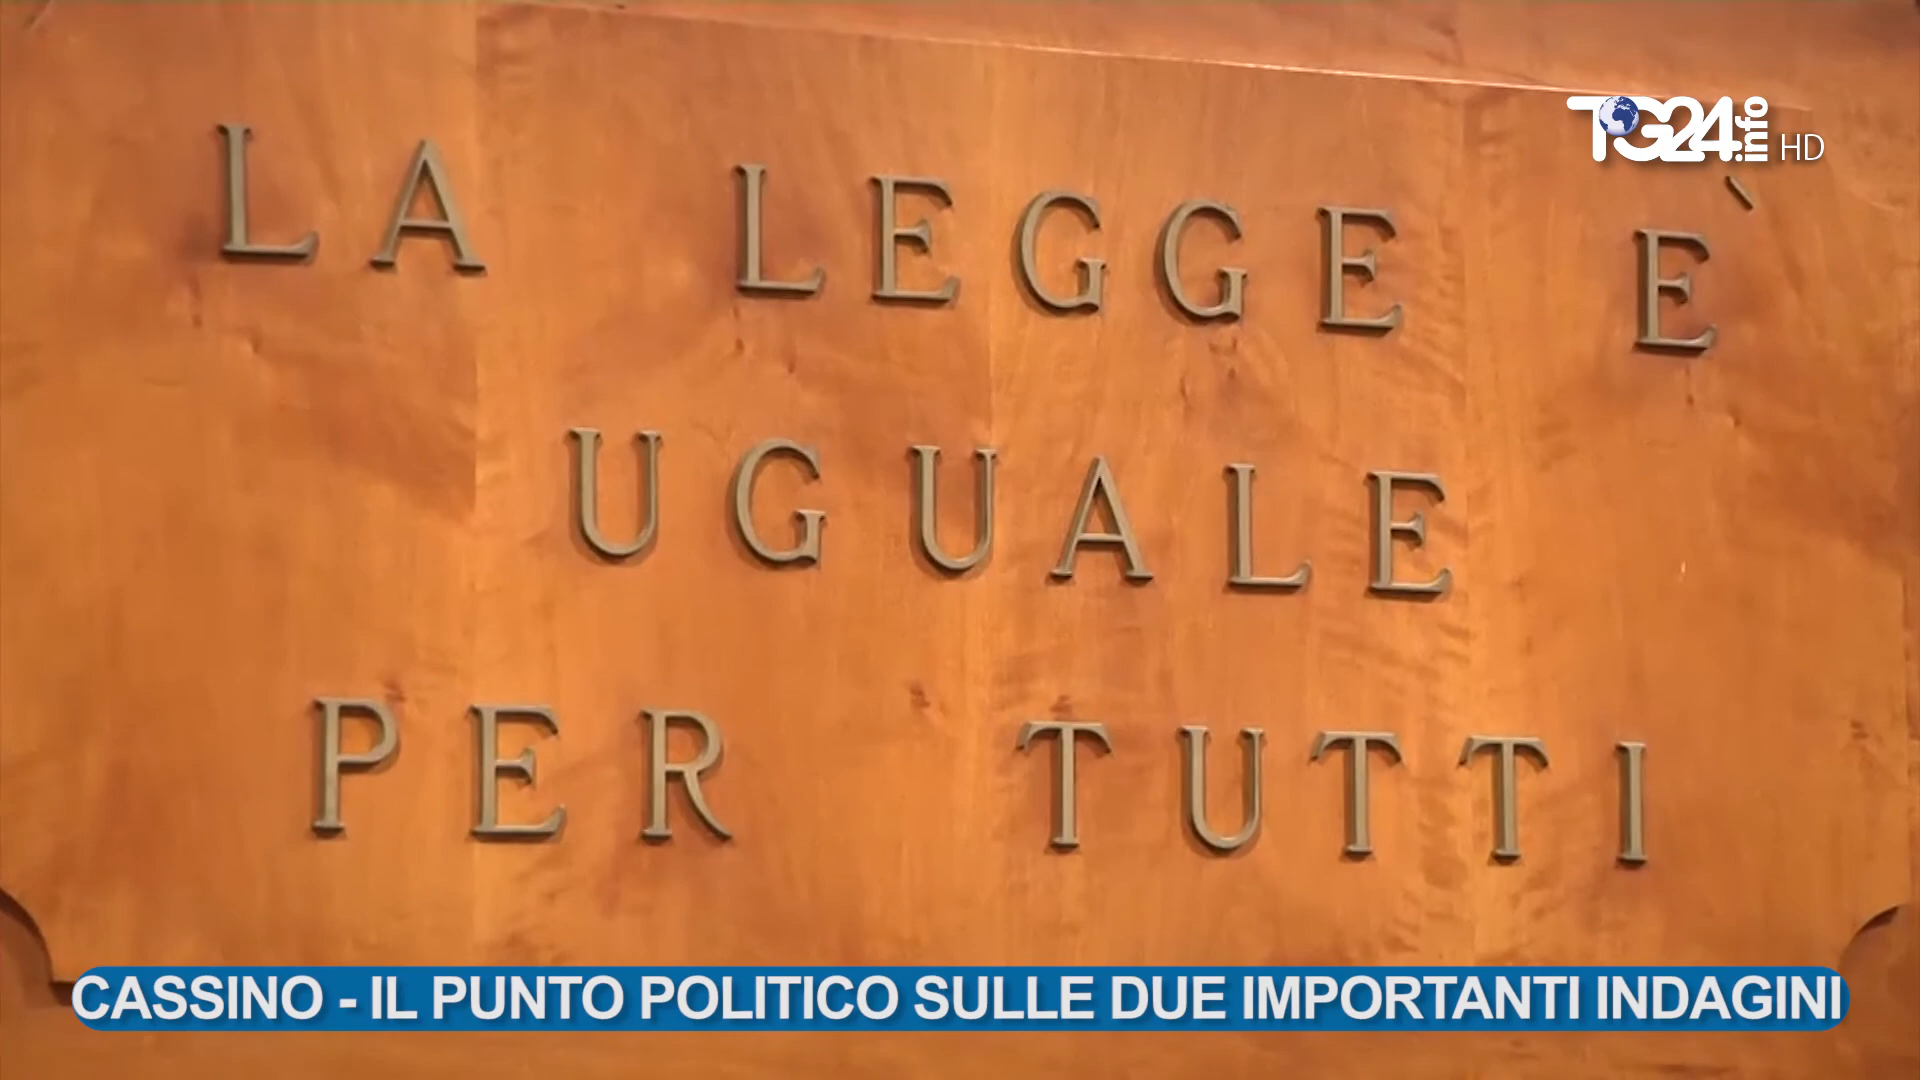 TG24.info HD
LA LEGGE È
UGUALE
PER TUTTI
CASSINO - IL PUNTO POLITICO SULLE DUE IMPORTANTI INDAGINI